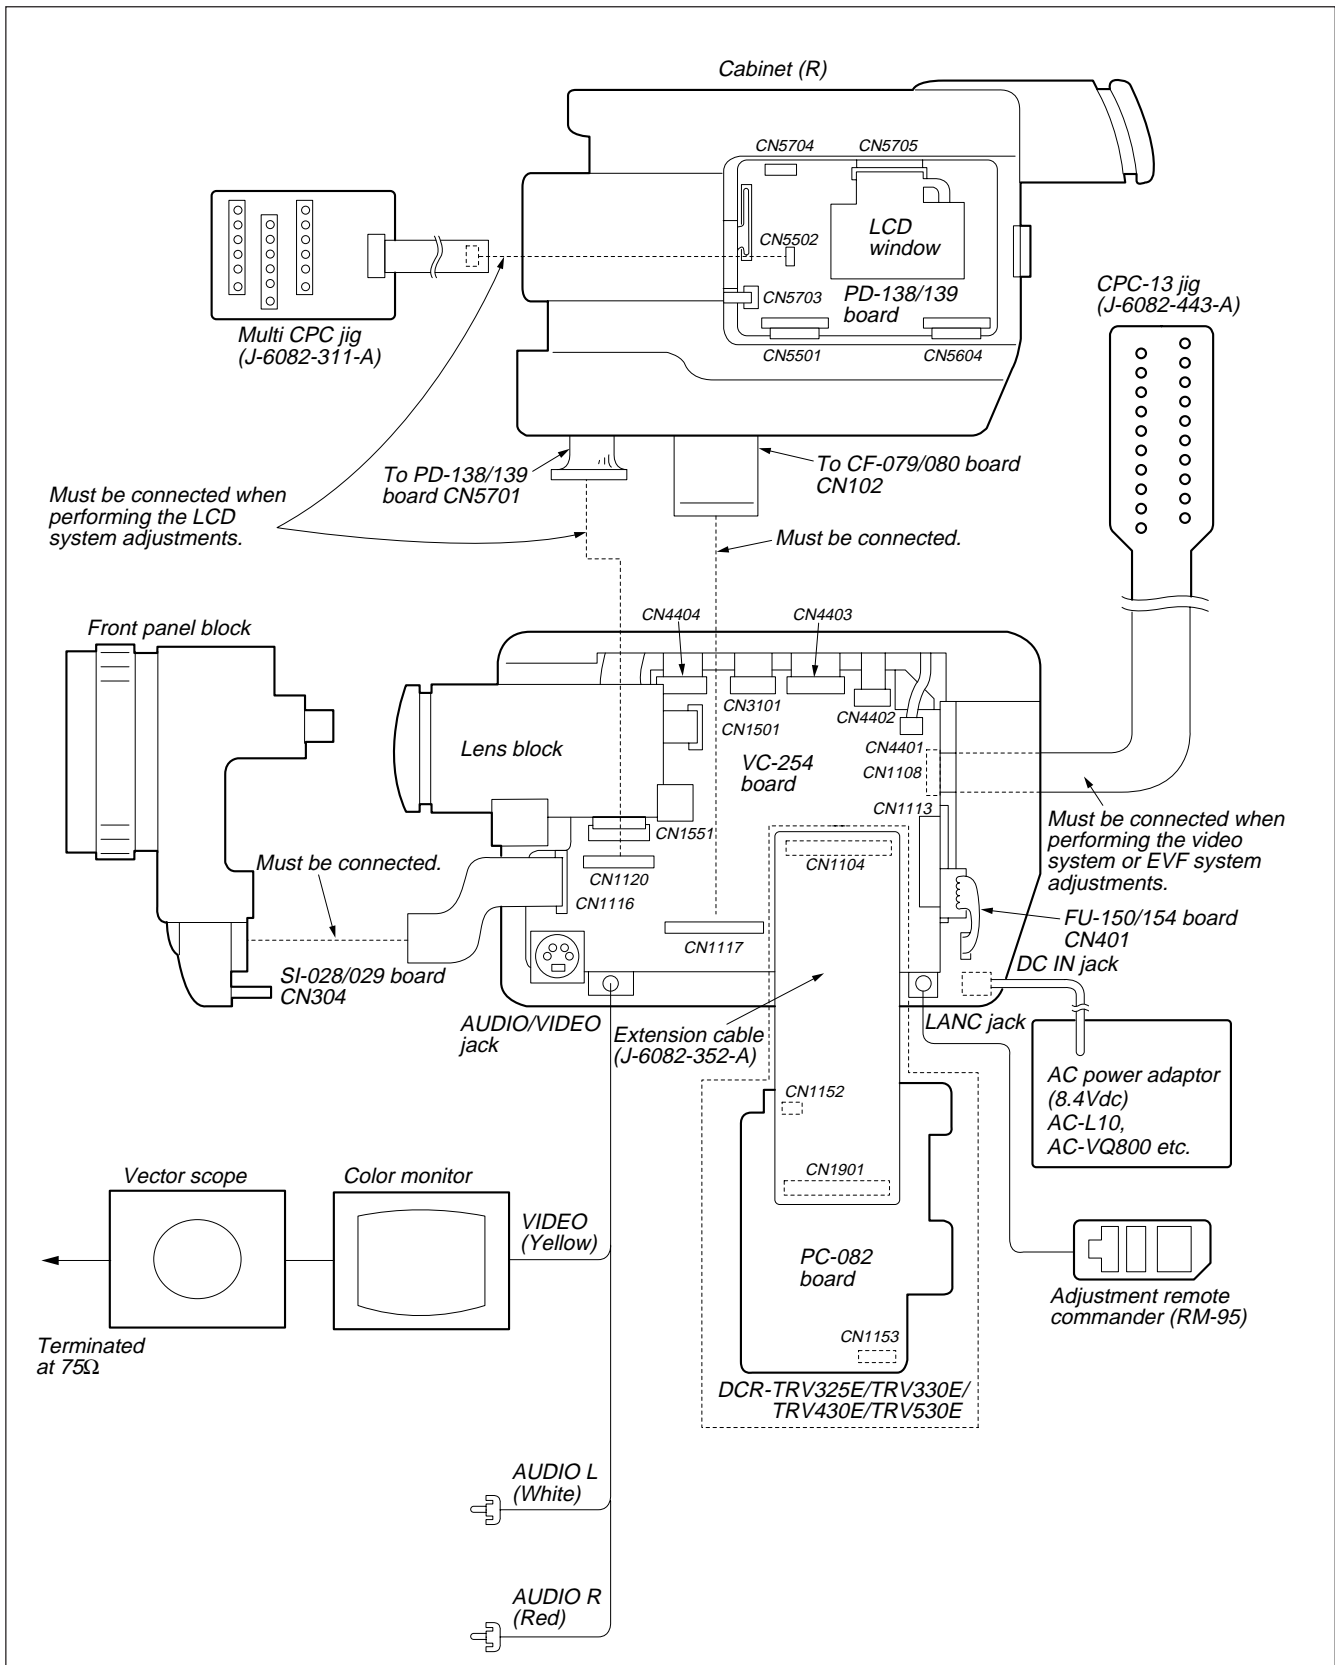 Cabinet (R)
CN5704
CN5705
LCD
window
CN5502
CN5703
PD-138/139
board
CN5501
CN5604
Multi CPC jig
(J-6082-311-A)
CPC-13 jig
(J-6082-443-A)
To PD-138/139
board CN5701
To CF-079/080 board
CN102
Must be connected when
performing the LCD
system adjustments.
Must be connected.
Front panel block
CN4404
CN4403
CN3101
CN1501
CN4402
CN4401
CN1108
CN1113
Lens block
VC-254
board
CN1551
CN1120
CN1116
CN1104
CN1117
Must be connected when
performing the video
system or EVF system
adjustments.
Must be connected.
FU-150/154 board
CN401
SI-028/029 board
CN304
DC IN jack
AUDIO/VIDEO
jack
Extension cable
(J-6082-352-A)
LANC jack
AC power adaptor
(8.4Vdc)
AC-L10,
AC-VQ800 etc.
CN1152
CN1901
Vector scope
Color monitor
VIDEO
(Yellow)
PC-082
board
Adjustment remote
commander (RM-95)
Terminated
at 75Ω
CN1153
DCR-TRV325E/TRV330E/
TRV430E/TRV530E
AUDIO L
(White)
AUDIO R
(Red)